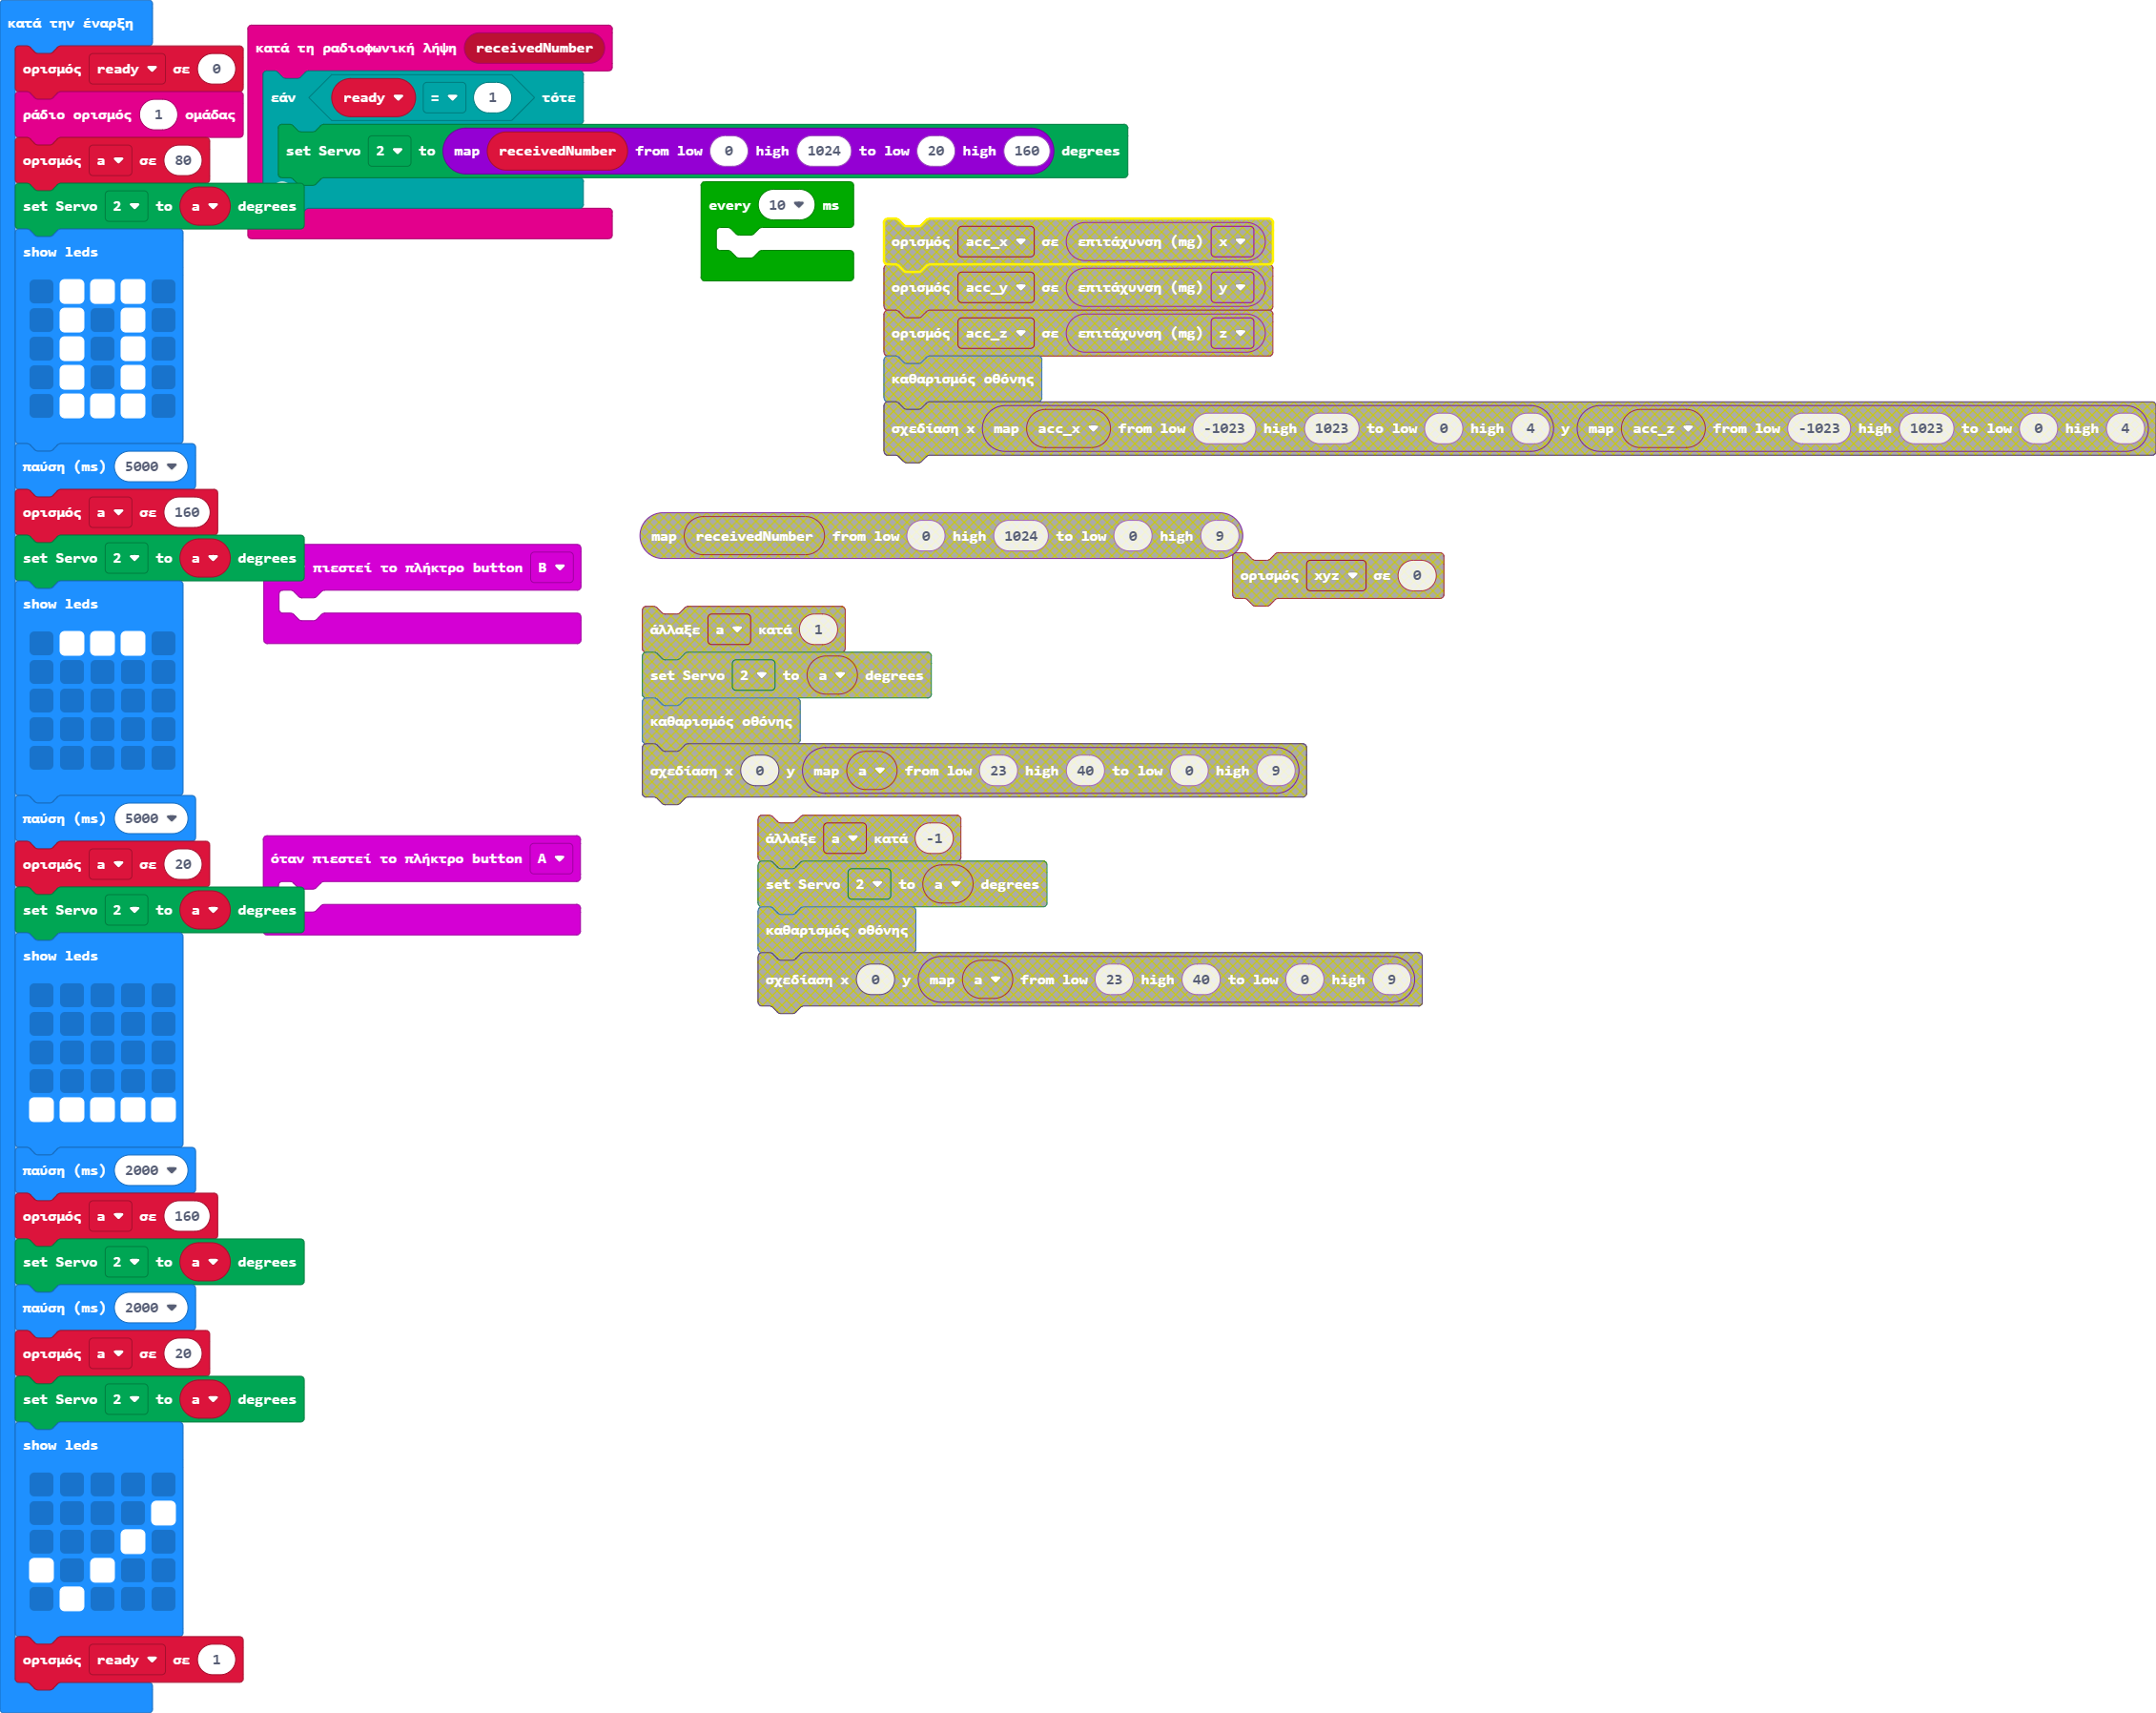 κατά την έναρξη
ορισμός ready σε 0
ράδιο ορισμός 1 ομάδας
ορισμός a σε 80
set Servo 2 to a degrees
show leds
παύση (ms) 5000
ορισμός a σε 160
set Servo 2 to a degrees
show leds
παύση (ms) 5000
ορισμός a σε 20
set Servo 2 to a degrees
show leds
παύση (ms) 2000
ορισμός a σε 160
set Servo 2 to a degrees
παύση (ms) 2000
ορισμός a σε 20
set Servo 2 to a degrees
show leds
ορισμός ready σε 1
κατά τη ραδιοφωνική λήψη receivedNumber
εάν ready = 1 τότε
set Servo 2 to map receivedNumber from low 0 high 1024 to low 20 high 160 degrees
every 10 ms
ορισμός acc_x σε επιτάχυνση (mg) x
ορισμός acc_y σε επιτάχυνση (mg) y
ορισμός acc_z σε επιτάχυνση (mg) z
καθαρισμός οθόνης
σχεδίαση x map acc_x from low -1023 high 1023 to low 0 high 4 y map acc_z from low -1023 high 1023 to low 0 high 4
πιεστεί το πλήκτρο button B
map receivedNumber from low 0 high 1024 to low 0 high 9
ορισμός xyz σε 0
άλλαξε a κατά 1
set Servo 2 to a degrees
καθαρισμός οθόνης
σχεδίαση x 0 y map a from low 23 high 40 to low 0 high 9
όταν πιεστεί το πλήκτρο button A
άλλαξε a κατά -1
set Servo 2 to a degrees
καθαρισμός οθόνης
σχεδίαση x 0 y map a from low 23 high 40 to low 0 high 9